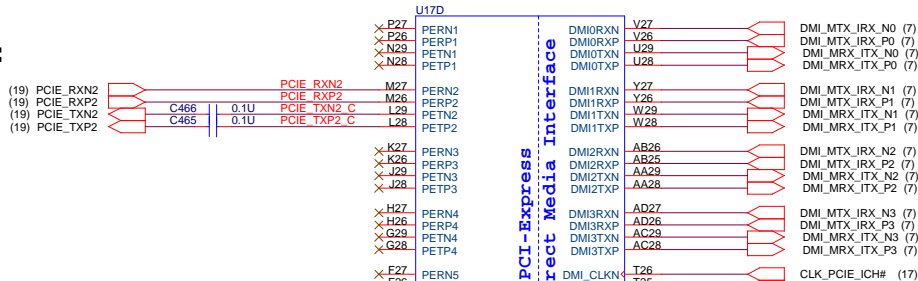 U17D
P27 PERN1 DMI0RXN V27 DMI_MTX_IRX_N0 (7)
P26 PERP1 DMI0RXP V26 DMI_MTX_IRX_P0 (7)
N29 PETN1 DMI0TXN U29 DMI_MRX_ITX_N0 (7)
N28 PETP1 DMI0TXP U28 DMI_MRX_ITX_P0 (7)
(19) PCIE_RXN2 PCIE_RXN2 M27 PERN2 DMI1RXN Y27 DMI_MTX_IRX_N1 (7)
(19) PCIE_RXP2 PCIE_RXP2 M26 PERP2 DMI1RXP Y26 DMI_MTX_IRX_P1 (7)
(19) PCIE_TXN2 C466 0.1U PCIE_TXN2_C L29 PETN2 DMI1TXN W29 DMI_MRX_ITX_N1 (7)
(19) PCIE_TXP2 C465 0.1U PCIE_TXP2_C L28 PETP2 DMI1TXP W28 DMI_MRX_ITX_P1 (7)
K27 PERN3 DMI2RXN AB26 DMI_MTX_IRX_N2 (7)
K26 PERP3 DMI2RXP AB25 DMI_MTX_IRX_P2 (7)
J29 PETN3 DMI2TXN AA29 DMI_MRX_ITX_N2 (7)
J28 PETP3 DMI2TXP AA28 DMI_MRX_ITX_P2 (7)
H27 PERN4 DMI3RXN AD27 DMI_MTX_IRX_N3 (7)
H26 PERP4 DMI3RXP AD26 DMI_MTX_IRX_P3 (7)
G29 PETN4 DMI3TXN AC29 DMI_MRX_ITX_N3 (7)
G28 PETP4 DMI3TXP AC28 DMI_MRX_ITX_P3 (7)
F27 PERN5 DMI_CLKN T26 CLK_PCIE_ICH# (17)
PCI-Express
rect Media Interface